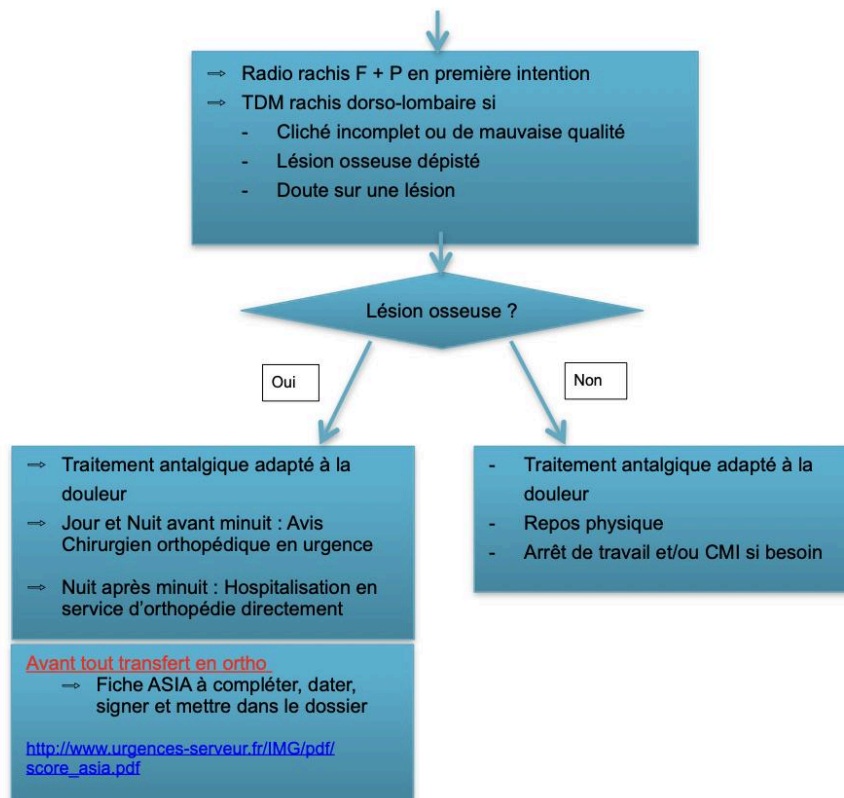 ⇒ Radio rachis F + P en première intention
⇒ TDM rachis dorso-lombaire si
- Cliché incomplet ou de mauvaise qualité
- Lésion osseuse dépisté
- Doute sur une lésion
Lésion osseuse ?
Oui
Non
⇒ Traitement antalgique adapté à la
douleur
⇒ Jour et Nuit avant minuit : Avis
Chirurgien orthopédique en urgence
⇒ Nuit après minuit : Hospitalisation en
service d'orthopédie directement
- Traitement antalgique adapté à la
douleur
- Repos physique
- Arrêt de travail et/ou CMI si besoin
Avant tout transfert en ortho
⇒ Fiche ASIA à compléter, dater,
signer et mettre dans le dossier
http://www.urgences-serveur.fr/IMG/pdf/
score_asia.pdf